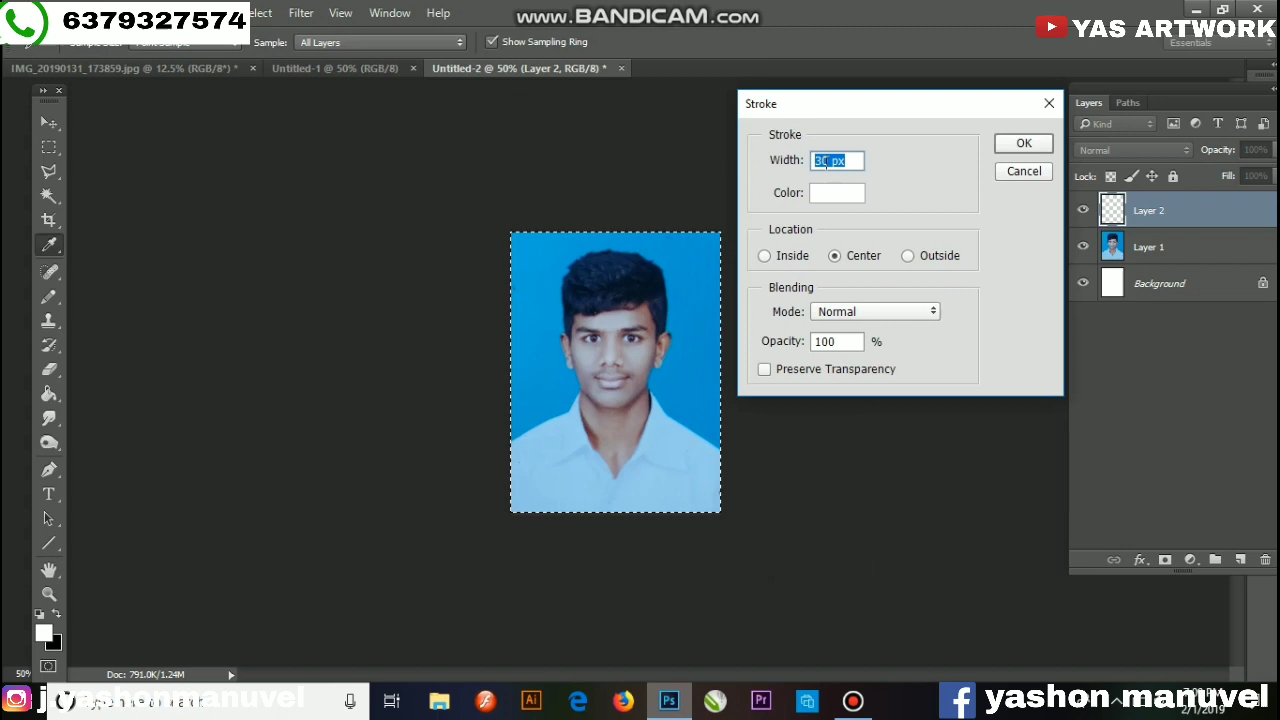 6379327574
Select Filter View Window Help
www.BANDICAM.com
YAS ARTWORK
Sample: All Layers Show Sampling Ring
Essentials
IMG_20190131_173859.jpg @ 12.5% (RGB/8*) * × Untitled-1 @ 50% (RGB/8) × Untitled-2 @ 50% (Layer 2, RGB/8) * ×
Stroke
Stroke
Width: 30 px
OK
Color:
Cancel
Location
Inside Center Outside
Blending
Mode: Normal
Opacity: 100 %
Preserve Transparency
Layers Paths
Kind
Normal Opacity: 100%
Lock: Fill: 100%
Layer 2
Layer 1
Background
50% Doc: 791.0K/1.24M
yashon manuvel
2/1/2019